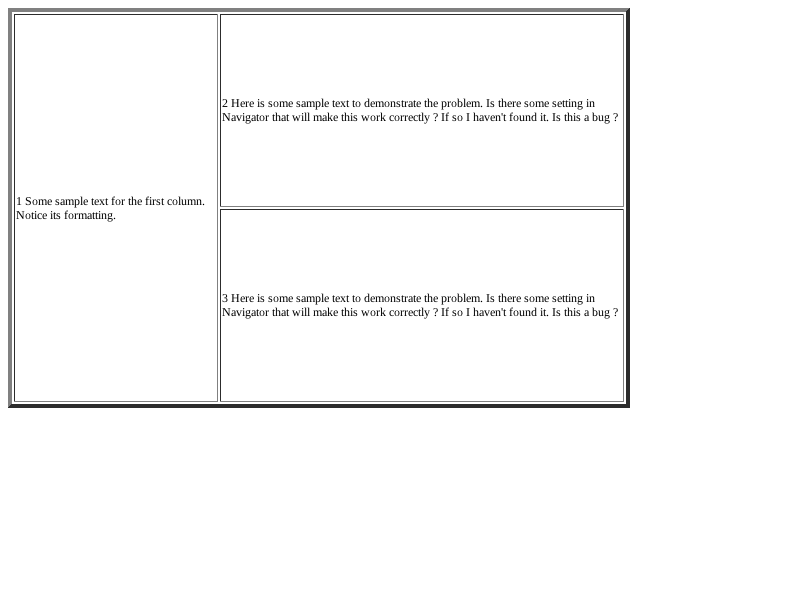 1 Some sample text for the first column.
Notice its formatting.
2 Here is some sample text to demonstrate the problem. Is there some setting in
Navigator that will make this work correctly ? If so I haven't found it. Is this a bug ?
3 Here is some sample text to demonstrate the problem. Is there some setting in
Navigator that will make this work correctly ? If so I haven't found it. Is this a bug ?